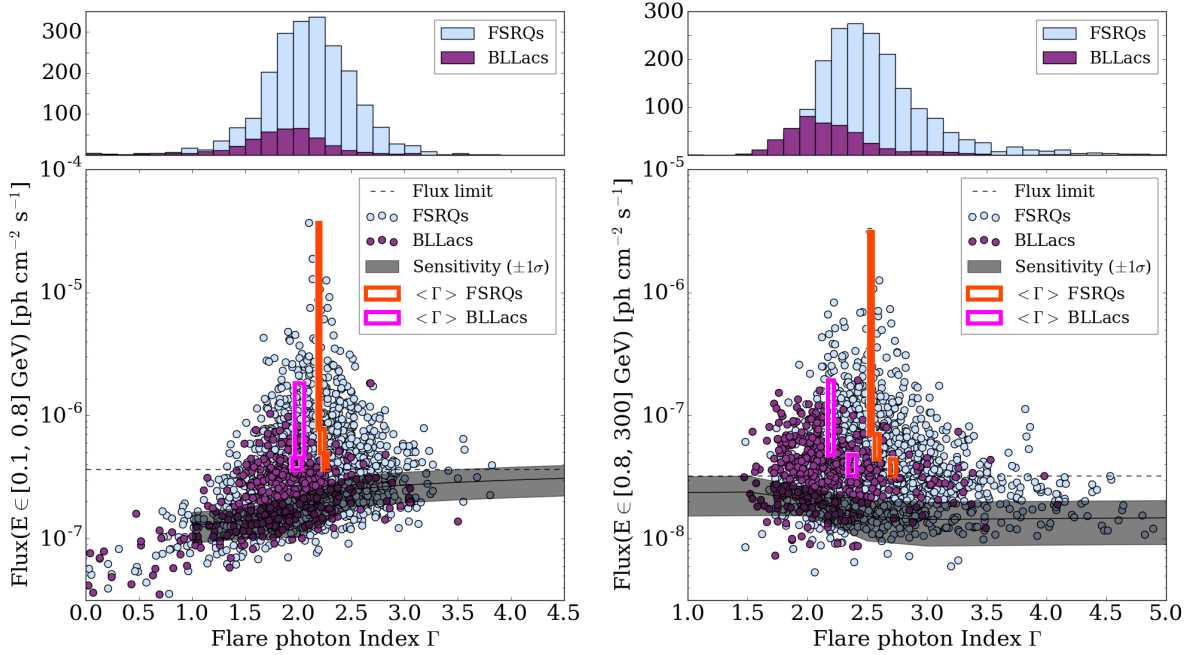 350
250
150
50
FSRQs
BLLacs
10⁻⁴
10⁻⁵
10⁻⁶
10⁻⁷
Flux(E ∈ [0.1, 0.8] GeV) [ph cm⁻² s⁻¹]
Flux limit
FSRQs
BLLacs
Sensitivity (±1σ)
<Γ> FSRQs
<Γ> BLLacs
0.0 0.5 1.0 1.5 2.0 2.5 3.0 3.5 4.0 4.5
Flare photon Index Γ
300
200
100
FSRQs
BLLacs
10⁻⁵
10⁻⁶
10⁻⁷
10⁻⁸
Flux(E ∈ [0.8, 300] GeV) [ph cm⁻² s⁻¹]
Flux limit
FSRQs
BLLacs
Sensitivity (±1σ)
<Γ> FSRQs
<Γ> BLLacs
1.0 1.5 2.0 2.5 3.0 3.5 4.0 4.5 5.0
Flare photon Index Γ